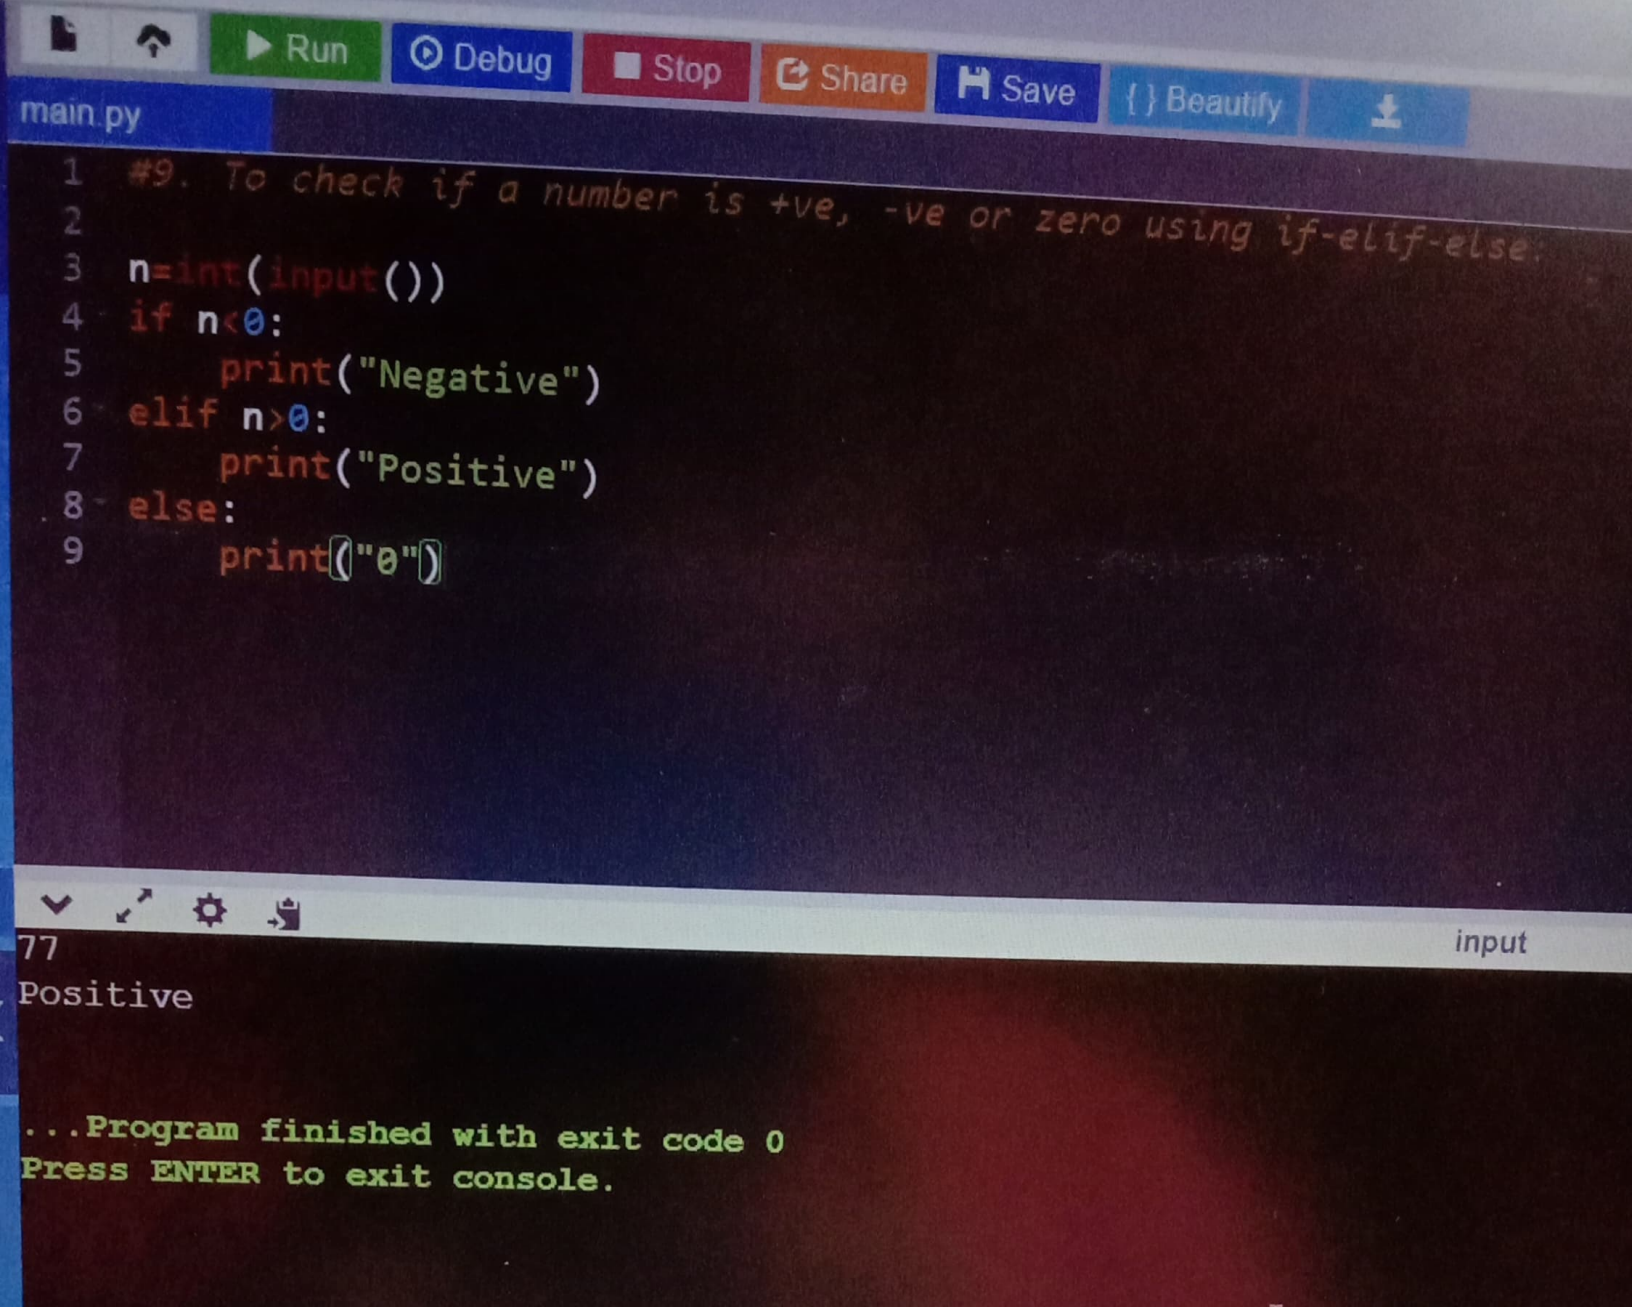 Run Debug Stop Share Save { } Beautify
main.py
1 #9. To check if a number is +ve, -ve or zero using if-elif-else.
2
3 n=int(input())
4 if n<0:
5     print("Negative")
6 elif n>0:
7     print("Positive")
8 else:
9     print("0")
input
77
Positive
...Program finished with exit code 0
Press ENTER to exit console.